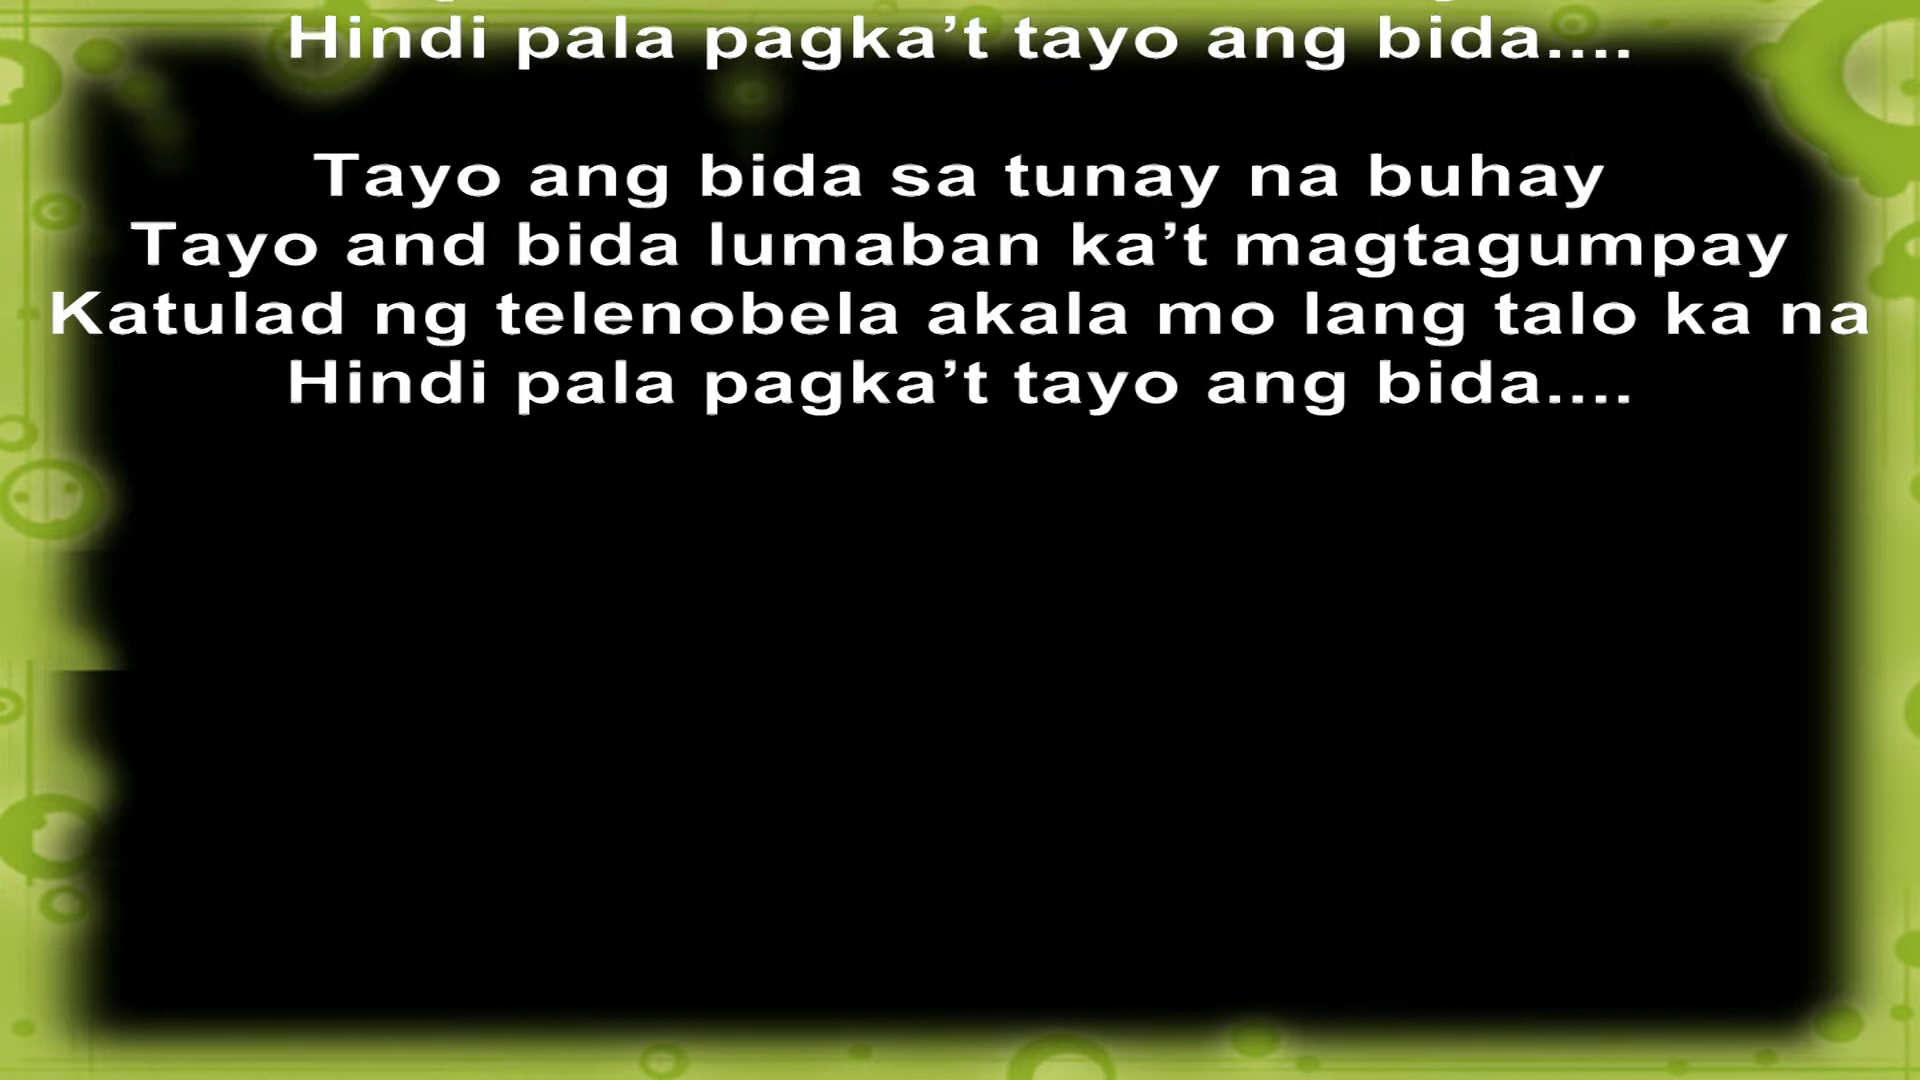 Hindi pala pagka’t tayo ang bida....
Tayo ang bida sa tunay na buhay
Tayo and bida lumaban ka’t magtagumpay
Katulad ng telenobela akala mo lang talo ka na
Hindi pala pagka’t tayo ang bida....